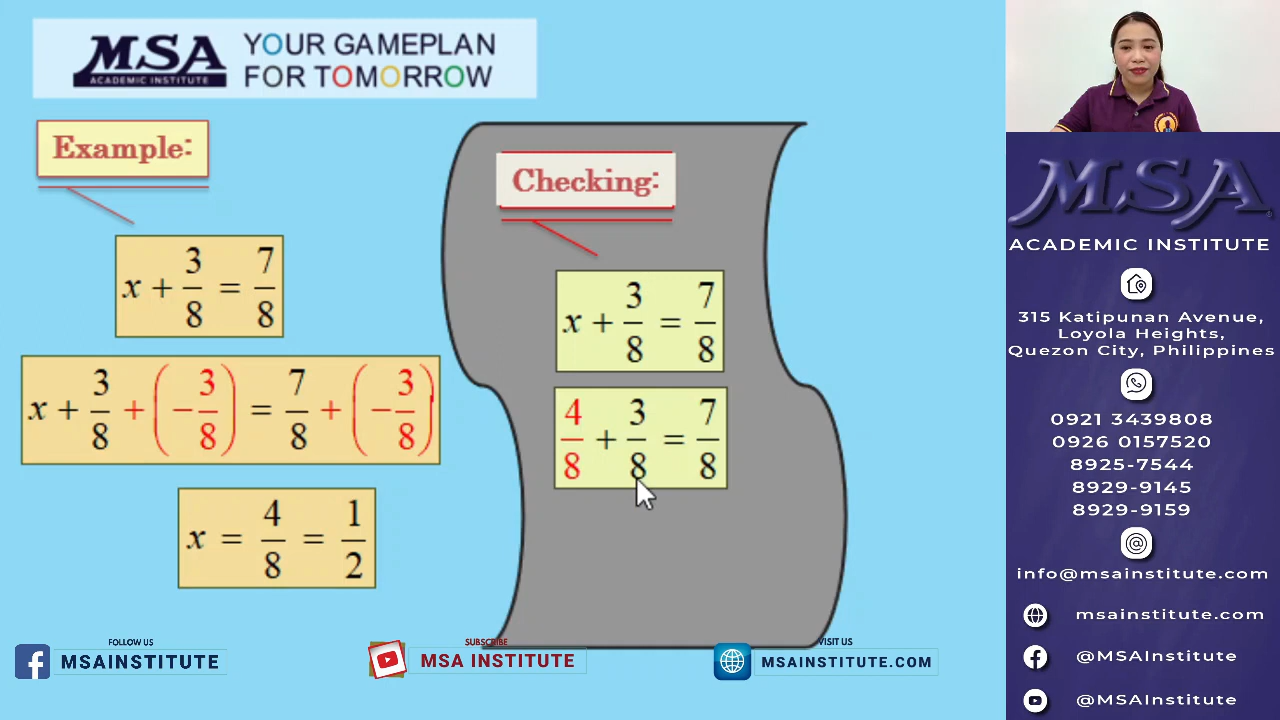 MSA
ACADEMIC INSTITUTE
YOUR GAMEPLAN
FOR TOMORROW
Example:
x + 3/8 = 7/8
x + 3/8 + (− 3/8) = 7/8 + (− 3/8)
x = 4/8 = 1/2
Checking:
x + 3/8 = 7/8
4/8 + 3/8 = 7/8
FOLLOW US
MSAINSTITUTE
SUBSCRIBE
MSA INSTITUTE
VISIT US
MSAINSTITUTE.COM
MSA
ACADEMIC INSTITUTE
315 Katipunan Avenue,
Loyola Heights,
Quezon City, Philippines
0921 3439808
0926 0157520
8925-7544
8929-9145
8929-9159
info@msainstitute.com
msainstitute.com
@MSAInstitute
@MSAInstitute